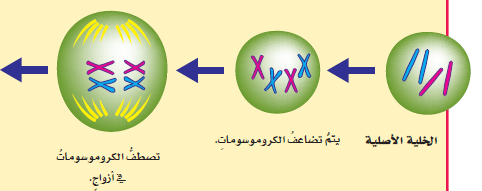 الخلية الأصلية
يتمُّ تضاعفُ الكروموسوماتِ.
تصطفُّ الكروموسوماتُ
في أزواجٍ.